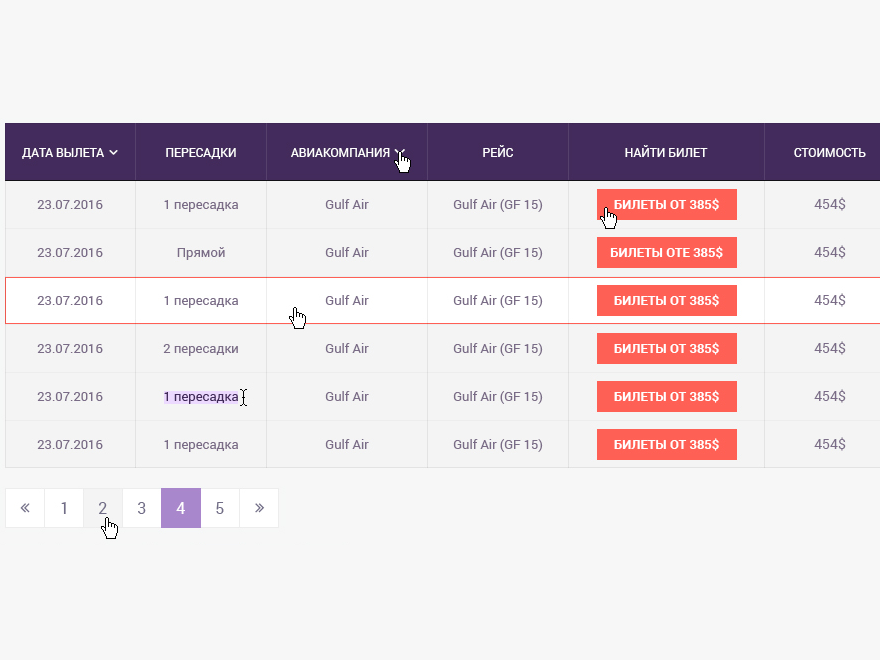 ДАТА ВЫЛЕТА ПЕРЕСАДКИ АВИАКОМПАНИЯ РЕЙС НАЙТИ БИЛЕТ СТОИМОСТЬ
23.07.2016 1 пересадка Gulf Air Gulf Air (GF 15) БИЛЕТЫ ОТ 385$ 454$
23.07.2016 Прямой Gulf Air Gulf Air (GF 15) БИЛЕТЫ ОТЕ 385$ 454$
23.07.2016 1 пересадка Gulf Air Gulf Air (GF 15) БИЛЕТЫ ОТ 385$ 454$
23.07.2016 2 пересадки Gulf Air Gulf Air (GF 15) БИЛЕТЫ ОТ 385$ 454$
23.07.2016 1 пересадка Gulf Air Gulf Air (GF 15) БИЛЕТЫ ОТ 385$ 454$
23.07.2016 1 пересадка Gulf Air Gulf Air (GF 15) БИЛЕТЫ ОТ 385$ 454$
« 1 2 3 4 5 »